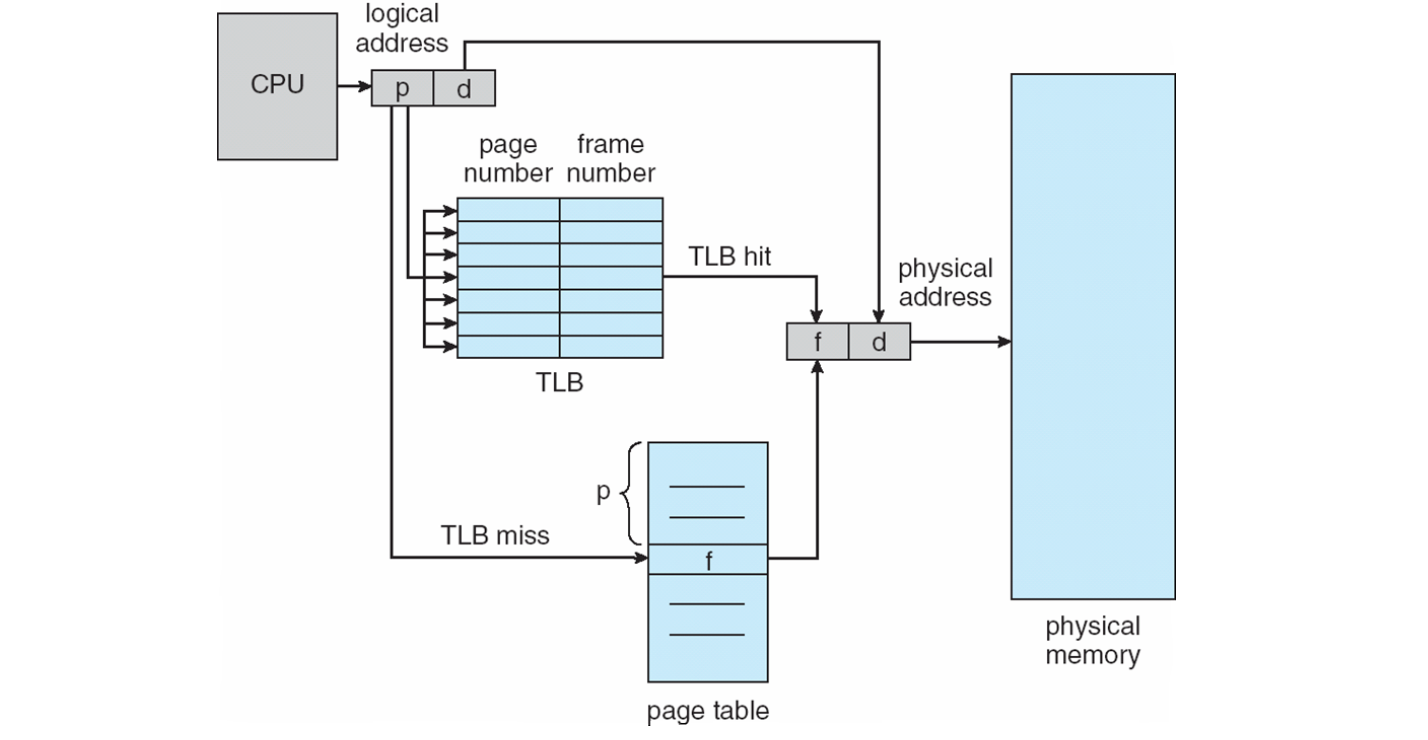 logical
address
CPU
p
d
page
number
frame
number
TLB hit
physical
address
f
d
TLB
p
TLB miss
f
physical
memory
page table